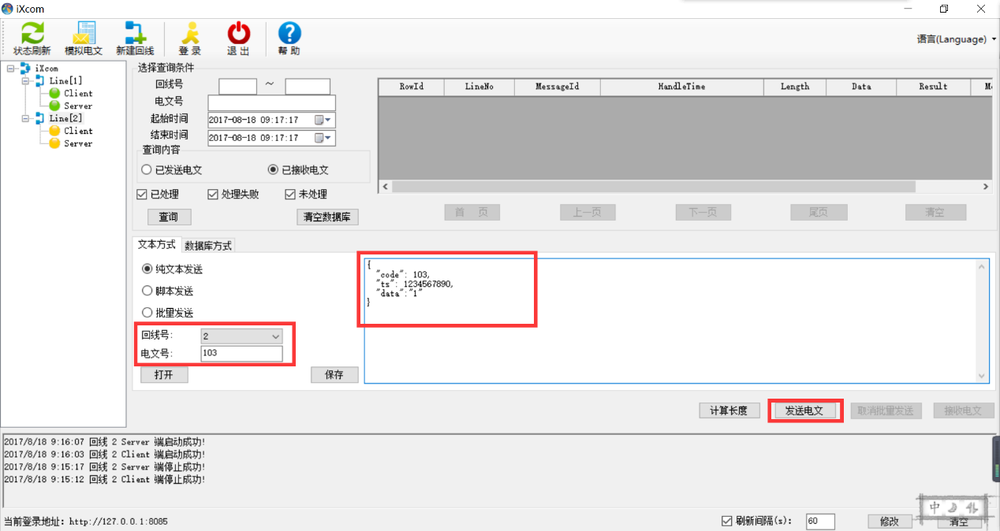 iXcom
状态刷新 模拟电文 新建回线 登 录 退 出 帮 助 语言(Language)
iXcom
Line[1]
Client
Server
Line[2]
Client
Server
选择查询条件
回线号 ~
电文号
起始时间 2017-08-18 09:17:17
结束时间 2017-08-18 09:17:17
查询内容
已发送电文 已接收电文
已处理 处理失败 未处理
查询 清空数据库
RowId LineNo MessageId HandleTime Length Data Result
首 页 上一页 下一页 尾页 清空
文本方式 数据库方式
纯文本发送
脚本发送
批量发送
回线号: 2
电文号: 103
打开 保存
{
"code": 103,
"ts": 1234567890,
"data":"1"
}
计算长度 发送电文 取消批量发送 接收电文
2017/8/18 9:16:07 回线 2 Server 端启动成功!
2017/8/18 9:16:03 回线 2 Client 端启动成功!
2017/8/18 9:15:17 回线 2 Server 端停止成功!
2017/8/18 9:15:12 回线 2 Client 端停止成功!
当前登录地址: http://127.0.0.1:8085 刷新间隔(s): 60 修改 清空
中